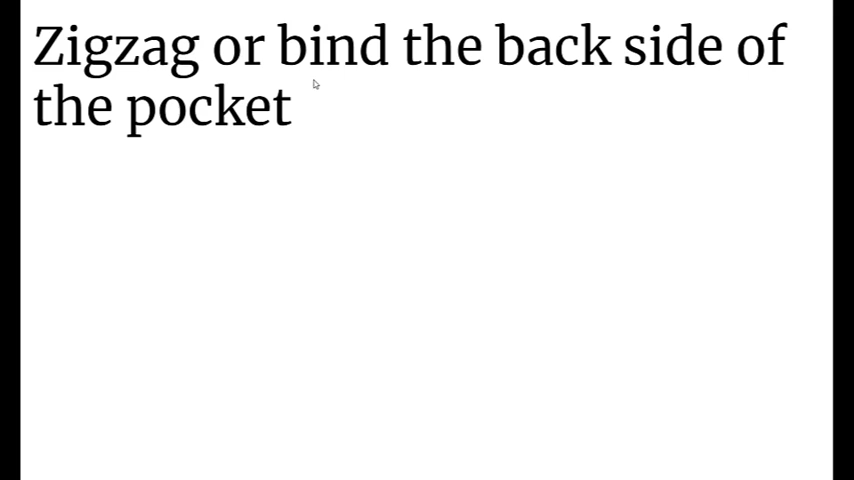 Zigzag or bind the back side of
the pocket